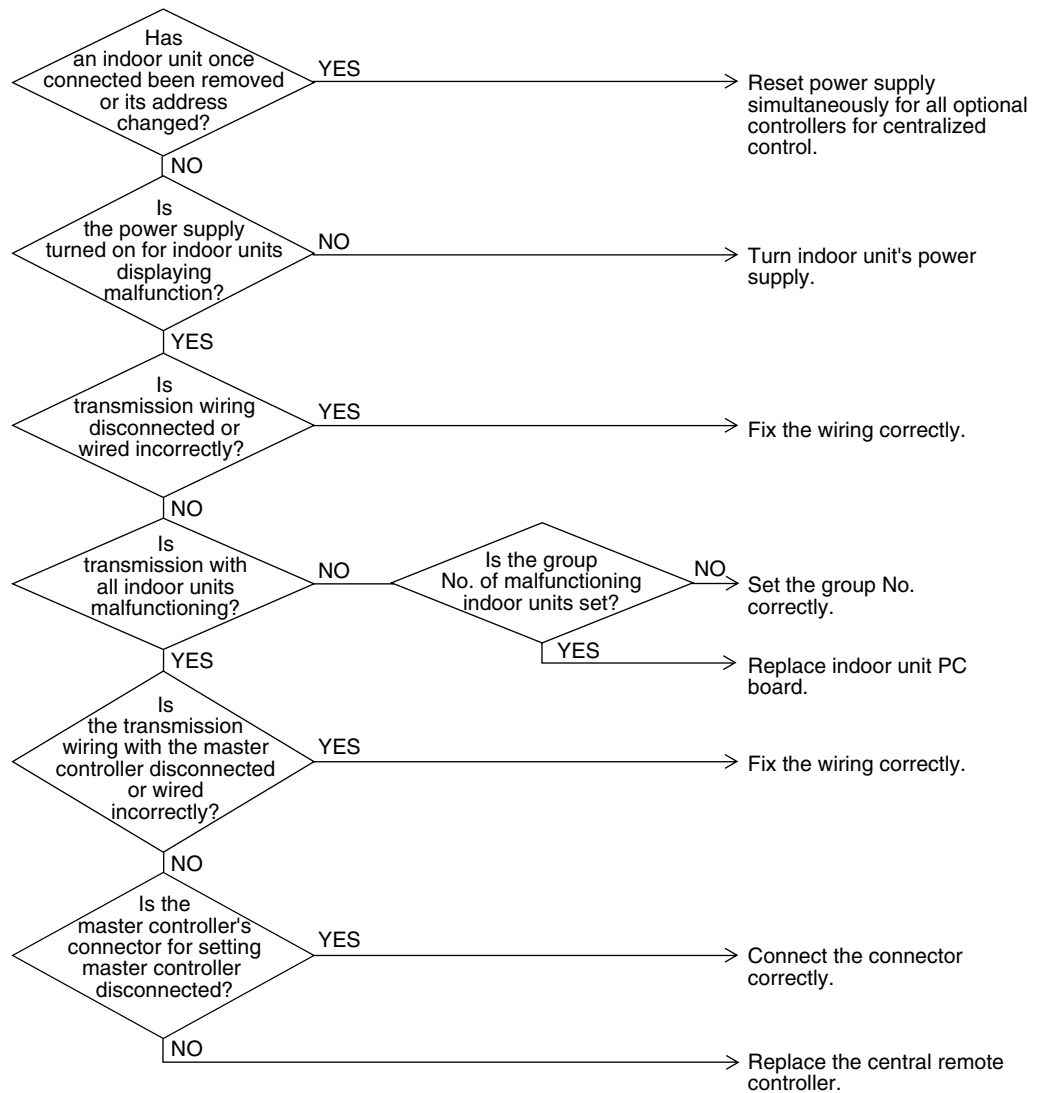 Has
an indoor unit once
connected been removed
or its address
changed?
YES
Reset power supply
simultaneously for all optional
controllers for centralized
control.
NO
Is
the power supply
turned on for indoor units
displaying
malfunction?
NO
Turn indoor unit's power
supply.
YES
Is
transmission wiring
disconnected or
wired incorrectly?
YES
Fix the wiring correctly.
NO
Is
transmission with
all indoor units
malfunctioning?
NO
Is the group
No. of malfunctioning
indoor units set?
NO
Set the group No.
correctly.
YES
Replace indoor unit PC
board.
YES
Is
the transmission
wiring with the master
controller disconnected
or wired
incorrectly?
YES
Fix the wiring correctly.
NO
Is the
master controller's
connector for setting
master controller
disconnected?
YES
Connect the connector
correctly.
NO
Replace the central remote
controller.